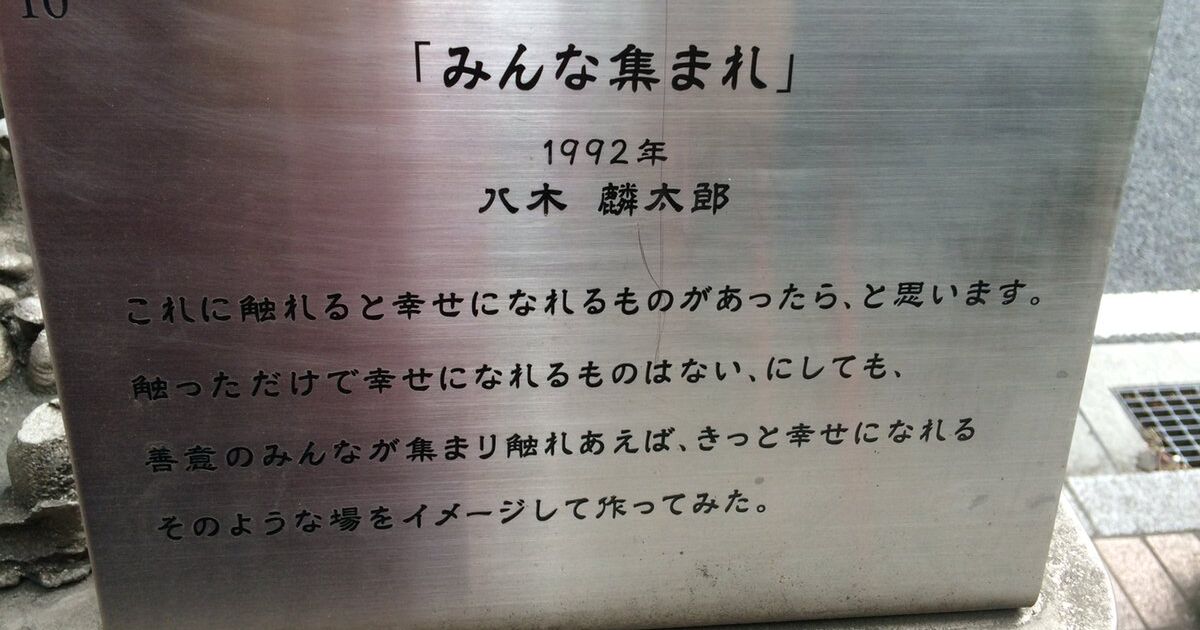 10
「みんな集まれ」
1992年
八木 麟太郎
これに触れると幸せになれるものがあったら、と思います。
触っただけで幸せになれるものはない、にしても、
善意のみんなが集まり触れあえば、きっと幸せになれる
そのような場をイメージして作ってみた。